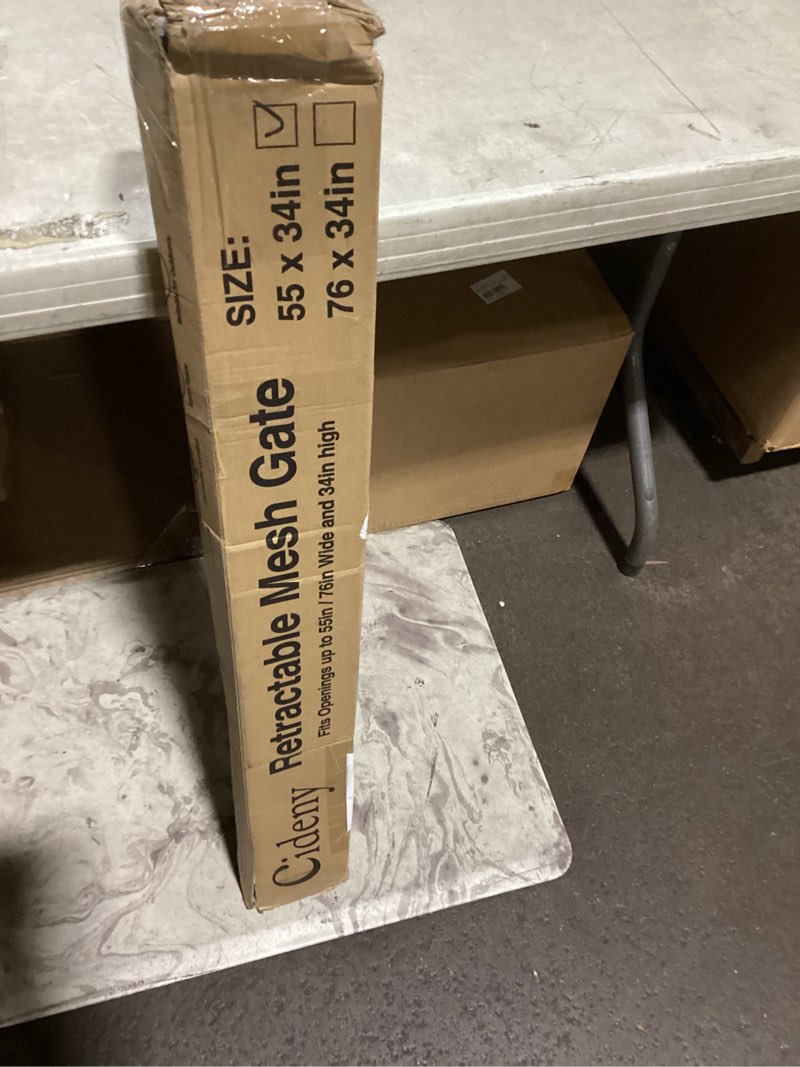 Cideny
Retractable Mesh Gate
Fits Openings up to 55in / 76in Wide and 34in high
SIZE:
55 x 34in
76 x 34in